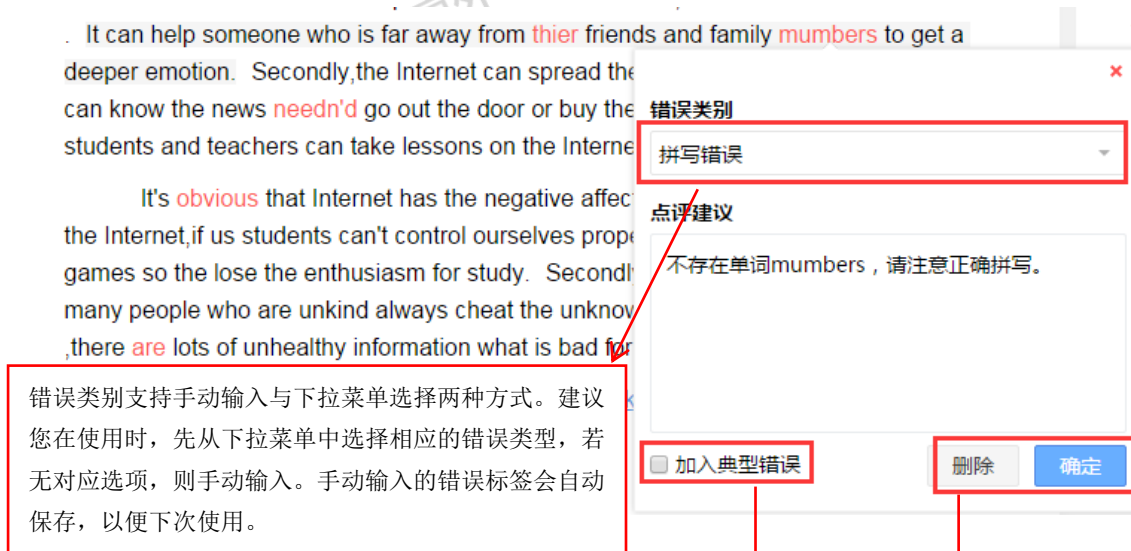 . It can help someone who is far away from thier friends and family mumbers to get a
deeper emotion. Secondly,the Internet can spread the
can know the news needn'd go out the door or buy the
students and teachers can take lessons on the Interne
It's obvious that Internet has the negative affec
the Internet,if us students can't control ourselves prope
games so the lose the enthusiasm for study. Secondl
many people who are unkind always cheat the unknow
,there are lots of unhealthy information what is bad for
错误类别
拼写错误
点评建议
不存在单词mumbers，请注意正确拼写。
加入典型错误
删除 确定
错误类别支持手动输入与下拉菜单选择两种方式。建议
您在使用时，先从下拉菜单中选择相应的错误类型，若
无对应选项，则手动输入。手动输入的错误标签会自动
保存，以便下次使用。